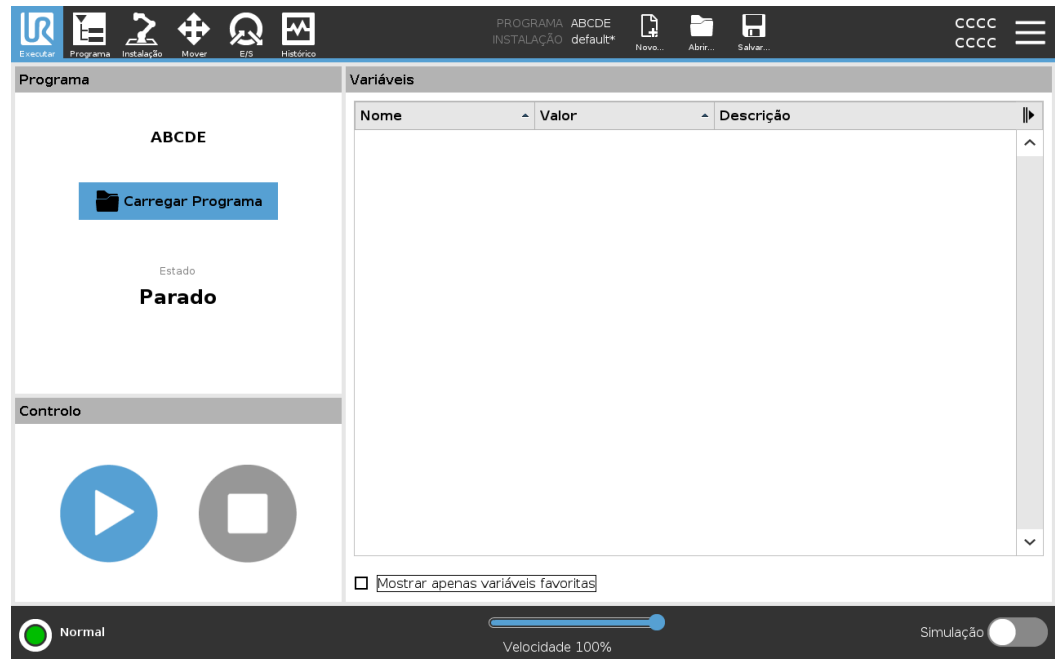 UR
PROGRAMA ABCDE
INSTALAÇÃO default*
CCCC
CCCC
Executar Programa Instalação Mover E/S Histórico Novo... Abrir... Salvar...
Programa
Variáveis
Nome Valor Descrição
ABCDE
Carregar Programa
Estado
Parado
Controlo
Mostrar apenas variáveis favoritas
Normal
Velocidade 100%
Simulação